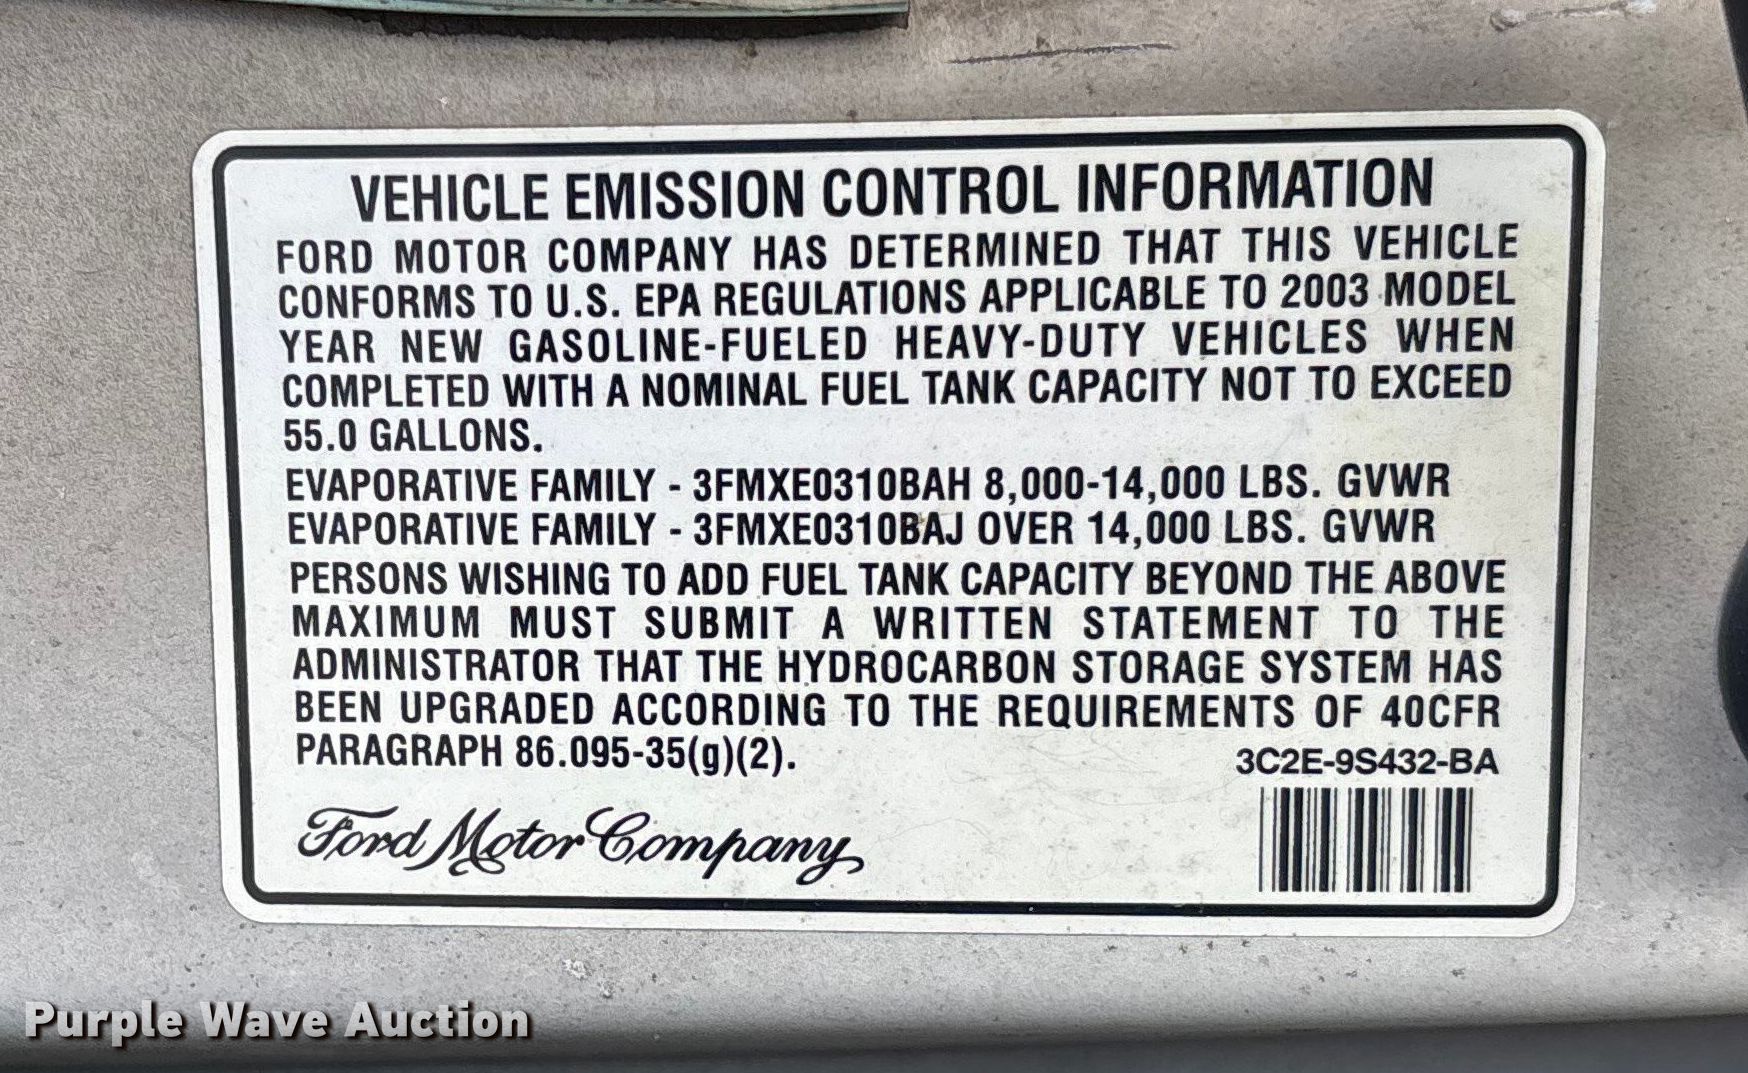 VEHICLE EMISSION CONTROL INFORMATION
FORD MOTOR COMPANY HAS DETERMINED THAT THIS VEHICLE
CONFORMS TO U.S. EPA REGULATIONS APPLICABLE TO 2003 MODEL
YEAR NEW GASOLINE-FUELED HEAVY-DUTY VEHICLES WHEN
COMPLETED WITH A NOMINAL FUEL TANK CAPACITY NOT TO EXCEED
55.0 GALLONS.
EVAPORATIVE FAMILY - 3FMXE0310BAH 8,000-14,000 LBS. GVWR
EVAPORATIVE FAMILY - 3FMXE0310BAJ OVER 14,000 LBS. GVWR
PERSONS WISHING TO ADD FUEL TANK CAPACITY BEYOND THE ABOVE
MAXIMUM MUST SUBMIT A WRITTEN STATEMENT TO THE
ADMINISTRATOR THAT THE HYDROCARBON STORAGE SYSTEM HAS
BEEN UPGRADED ACCORDING TO THE REQUIREMENTS OF 40CFR
PARAGRAPH 86.095-35(g)(2).
3C2E-9S432-BA
Ford Motor Company
Purple Wave Auction